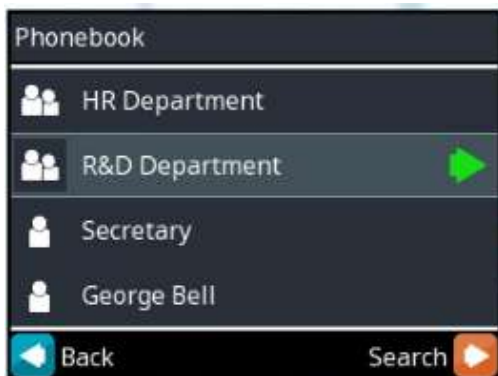 Phonebook
HR Department
R&D Department
Secretary
George Bell
Back Search